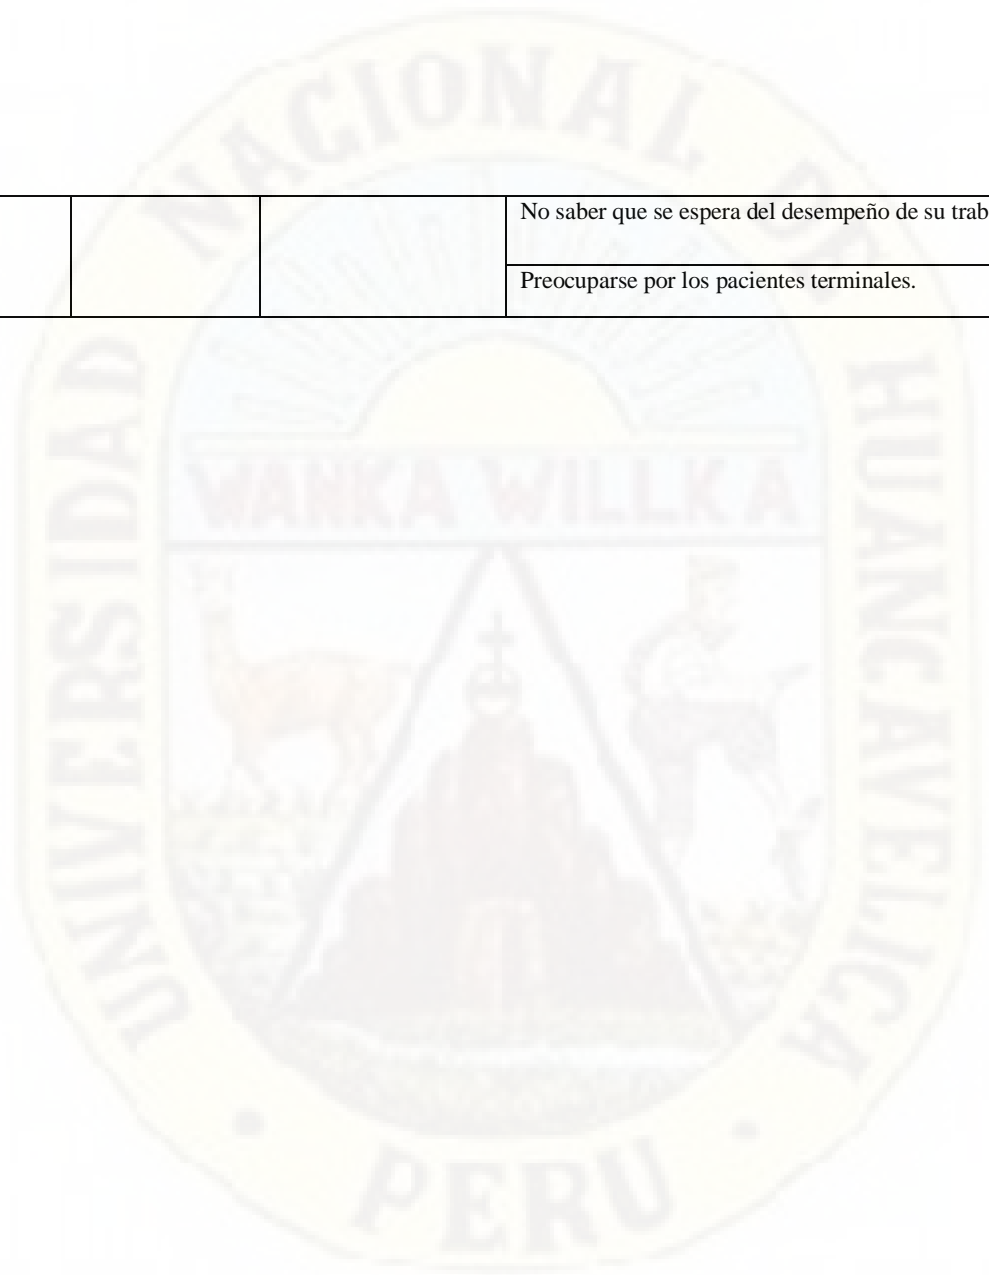 No saber que se espera del desempeño de su trab
Preocuparse por los pacientes terminales.
UNIVERSIDAD NACIONAL DE HUANCAVELICA
WANKA WILLKA
PERU